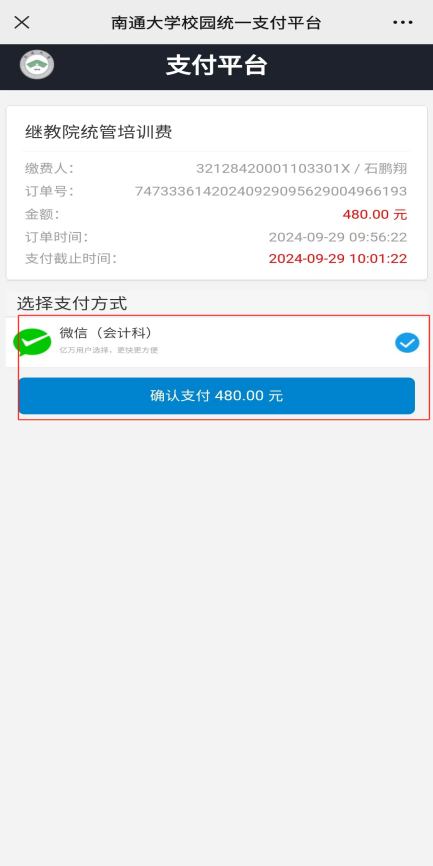 南通大学校园统一支付平台
支付平台
继教院统管培训费
缴费人： 32128420001103301X / 石鹏翔
订单号： 74733361420240929095629004966193
金额： 480.00 元
订单时间： 2024-09-29 09:56:22
支付截止时间： 2024-09-29 10:01:22
选择支付方式
微信（会计科）
亿万用户选择，更快更方便
确认支付 480.00 元